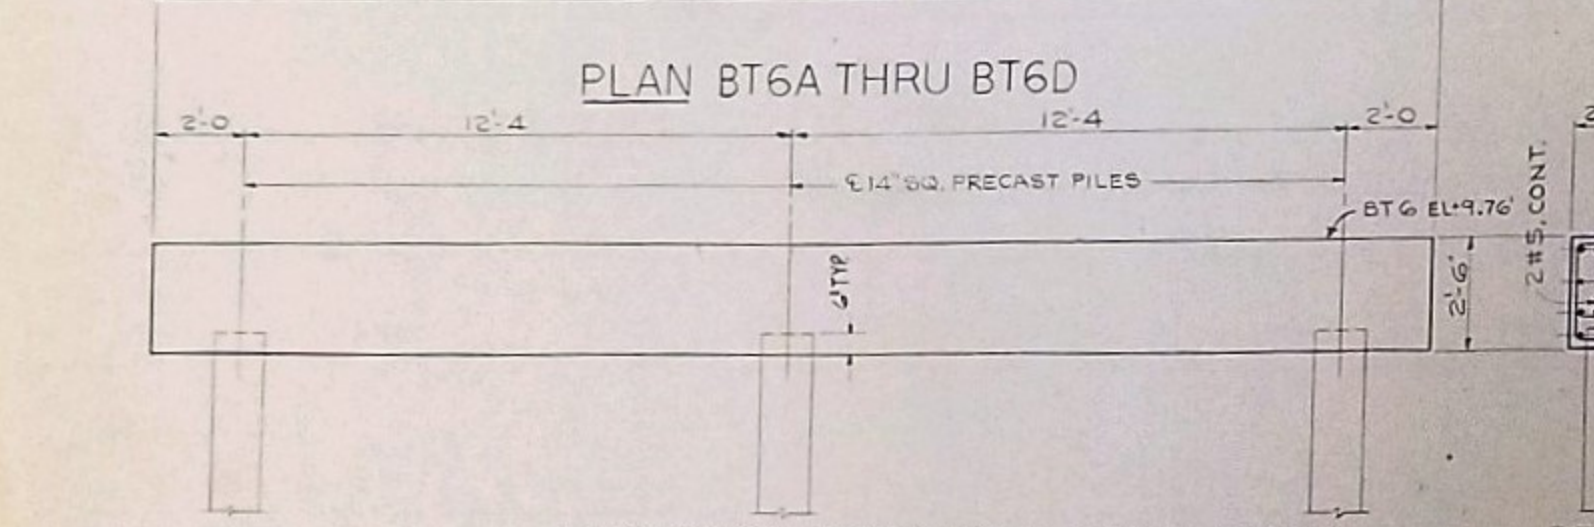 PLAN BT6A THRU BT6D
2'-0 12'-4 12'-4 2'-0
℄ 14" SQ. PRECAST PILES
BT6 EL+9.76'
6"TYP
2'-6"
2#5. CONT.